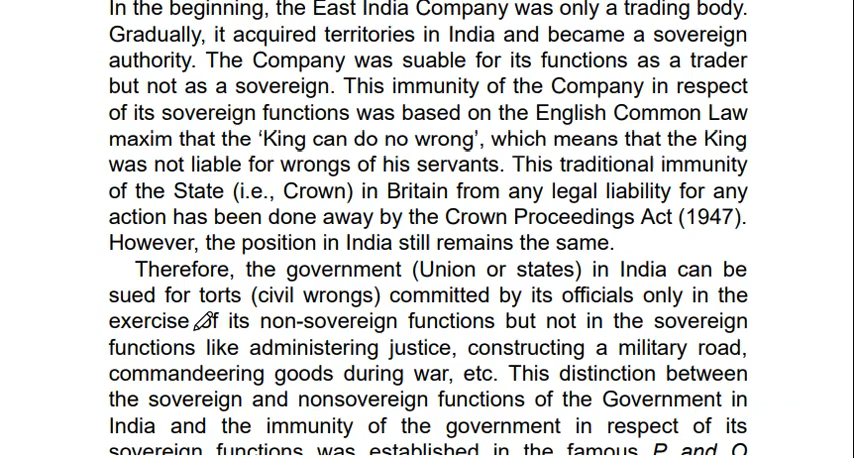 In the beginning, the East India Company was only a trading body.
Gradually, it acquired territories in India and became a sovereign
authority. The Company was suable for its functions as a trader
but not as a sovereign. This immunity of the Company in respect
of its sovereign functions was based on the English Common Law
maxim that the ‘King can do no wrong’, which means that the King
was not liable for wrongs of his servants. This traditional immunity
of the State (i.e., Crown) in Britain from any legal liability for any
action has been done away by the Crown Proceedings Act (1947).
However, the position in India still remains the same.
Therefore, the government (Union or states) in India can be
sued for torts (civil wrongs) committed by its officials only in the
exercise of its non-sovereign functions but not in the sovereign
functions like administering justice, constructing a military road,
commandeering goods during war, etc. This distinction between
the sovereign and nonsovereign functions of the Government in
India and the immunity of the government in respect of its
sovereign functions was established in the famous P and O